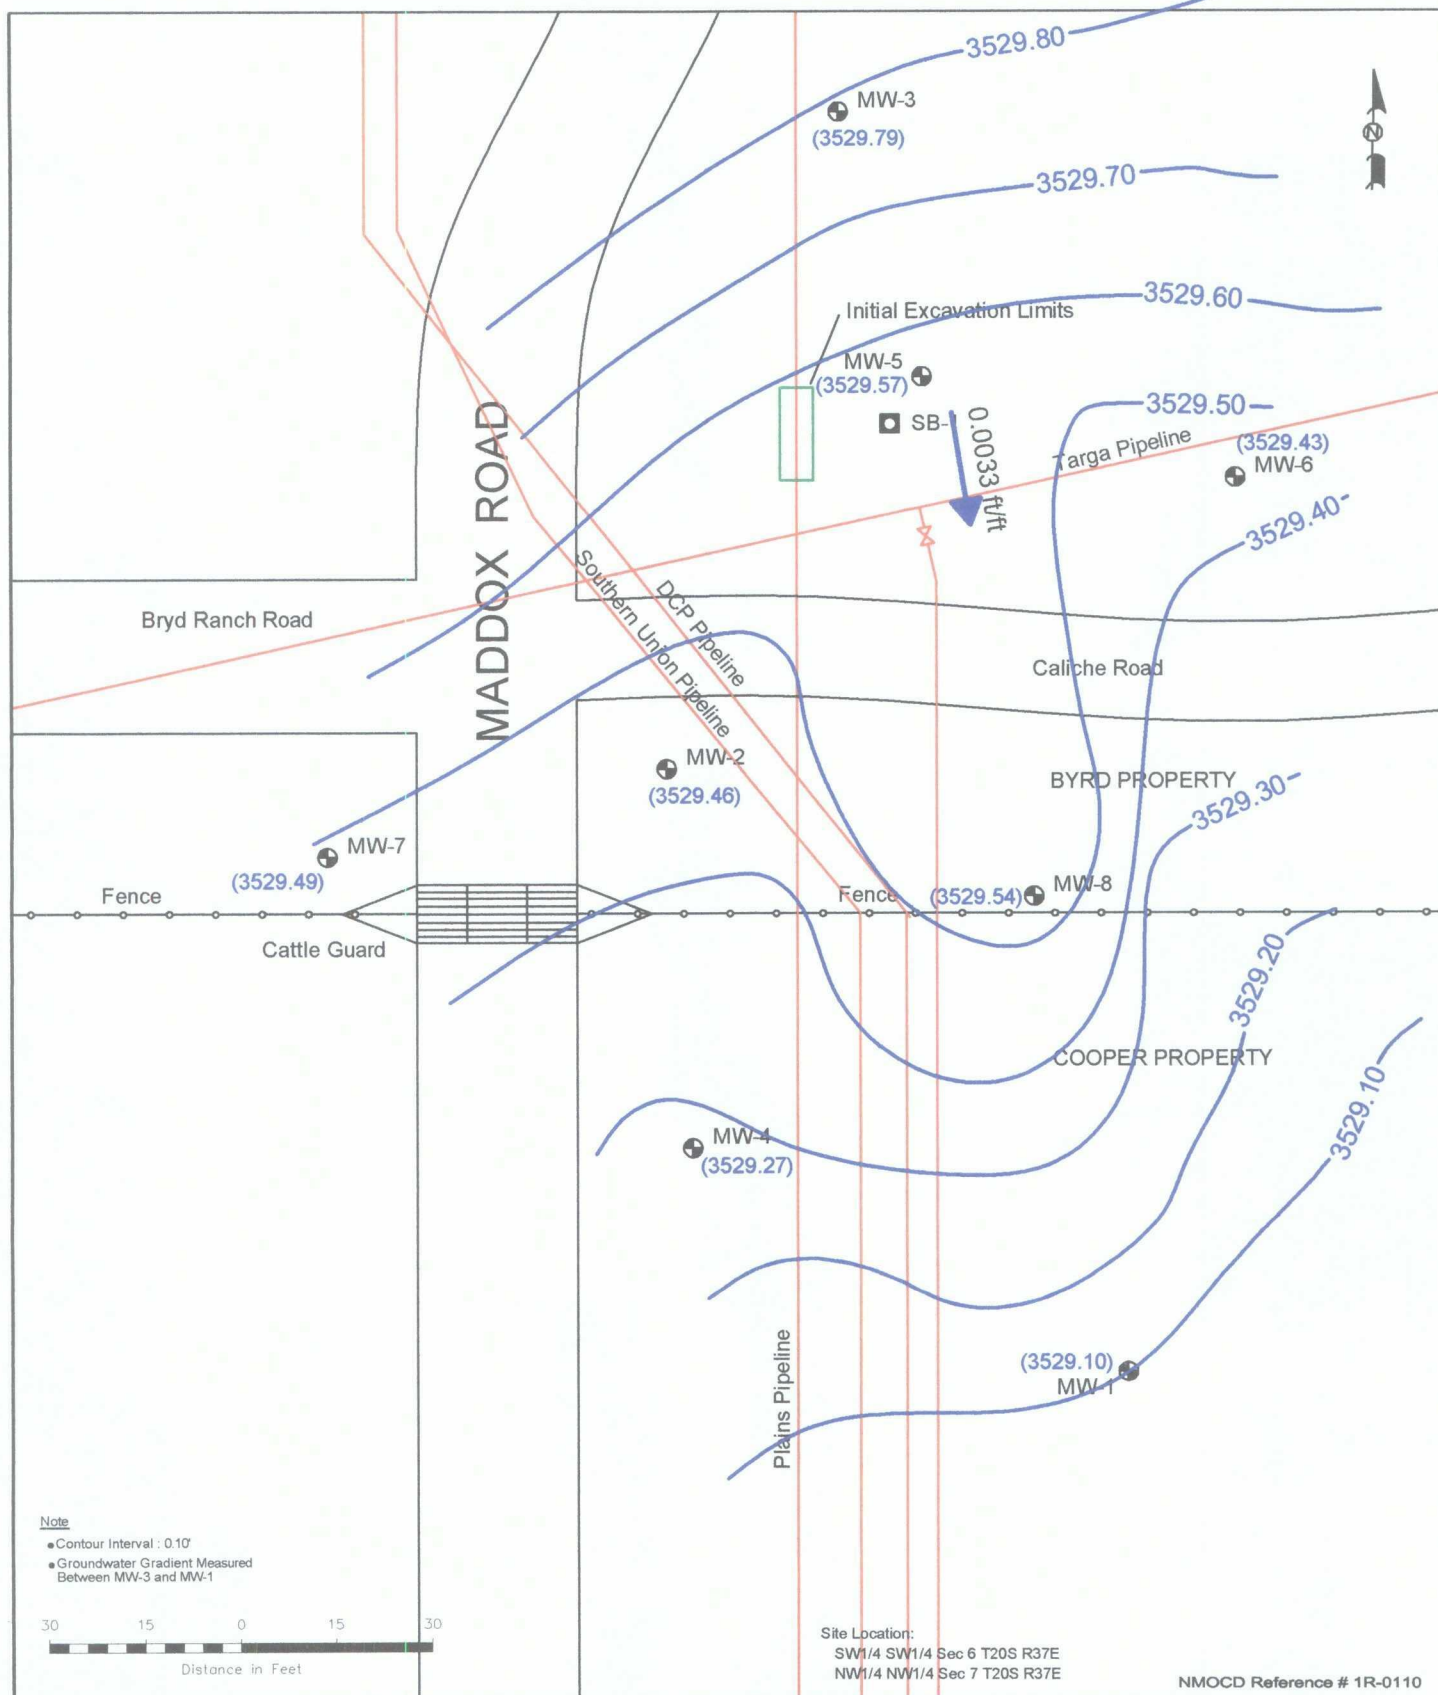 3529.80
MW-3
(3529.79)
N
3529.70
3529.60
Initial Excavation Limits
MW-5
(3529.57)
3529.50
SB-
0.0033 ft/ft
Targa Pipeline
(3529.43)
MW-6
3529.40
MADDOX ROAD
Bryd Ranch Road
Southern Union Pipeline
DCP Pipeline
Caliche Road
MW-2
(3529.46)
BYRD PROPERTY
3529.30
MW-7
(3529.49)
Fence
Fence
(3529.54)
MW-8
Cattle Guard
3529.20
COOPER PROPERTY
3529.10
MW-4
(3529.27)
Plains Pipeline
(3529.10)
MW-1
Note
Contour Interval : 0.10'
Groundwater Gradient Measured
Between MW-3 and MW-1
30 15 0 15 30
Distance in Feet
Site Location:
SW1/4 SW1/4 Sec 6 T20S R37E
NW1/4 NW1/4 Sec 7 T20S R37E
NMOCD Reference # 1R-0110